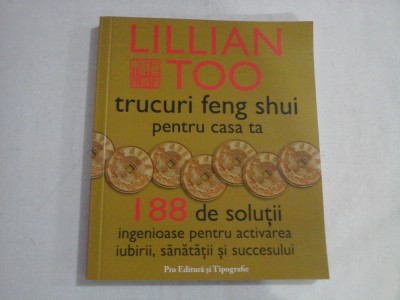 LILLIAN
TOO
trucuri feng shui
pentru casa ta
188 de soluții
ingenioase pentru activarea
iubirii, sănătății și succesului
Pro Editură și Tipografie